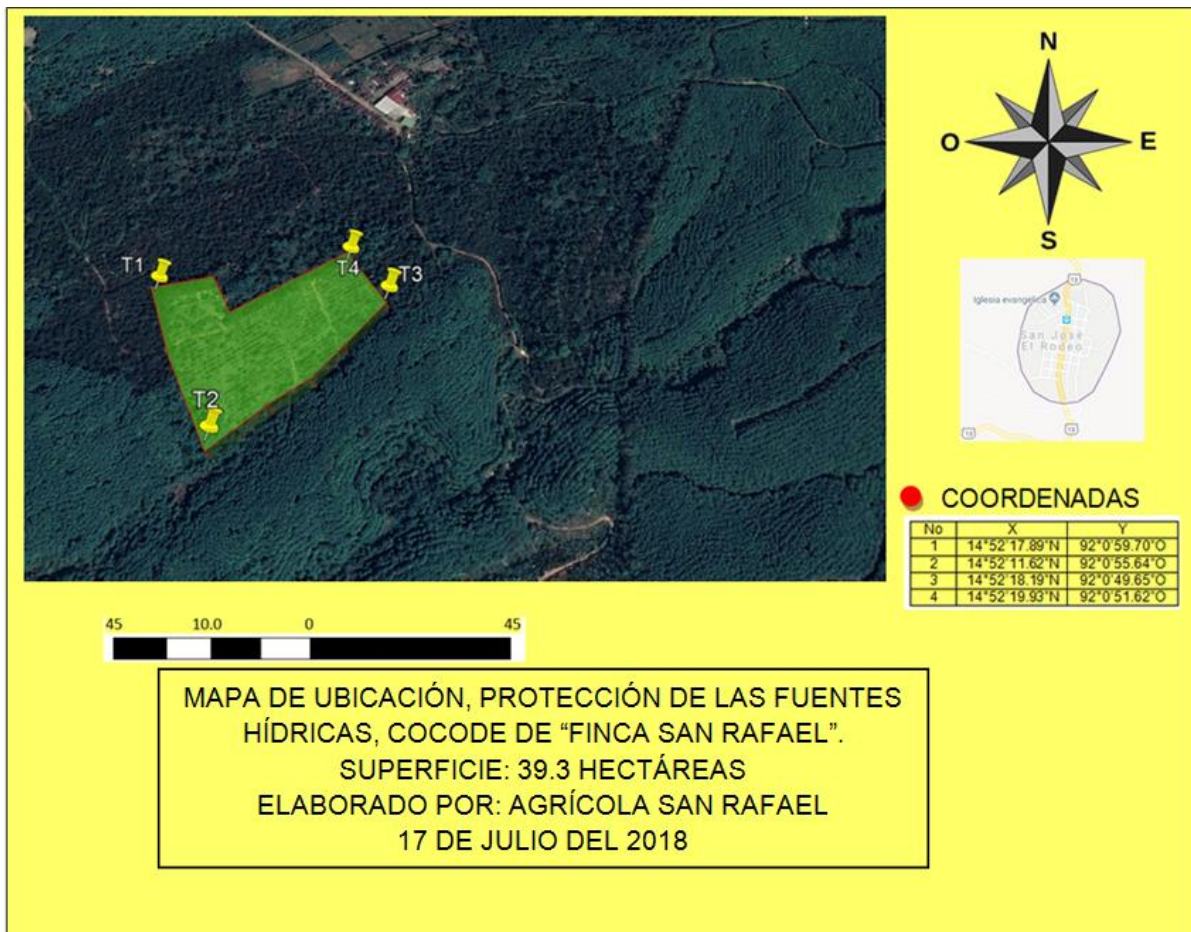 N
O
E
S
T1
T4
T3
T2
13
Iglesia evangelica
San José
El Rodeo
13
13
COORDENADAS
No X Y
1 14°52´17.89"N 92°0´59.70"O
2 14°52´11.62"N 92°0´55.64"O
3 14°52´18.19"N 92°0´49.65"O
4 14°52´19.93"N 92°0´51.62"O
45 10.0 0 45
MAPA DE UBICACIÓN, PROTECCIÓN DE LAS FUENTES
HÍDRICAS, COCODE DE “FINCA SAN RAFAEL”.
SUPERFICIE: 39.3 HECTÁREAS
ELABORADO POR: AGRÍCOLA SAN RAFAEL
17 DE JULIO DEL 2018